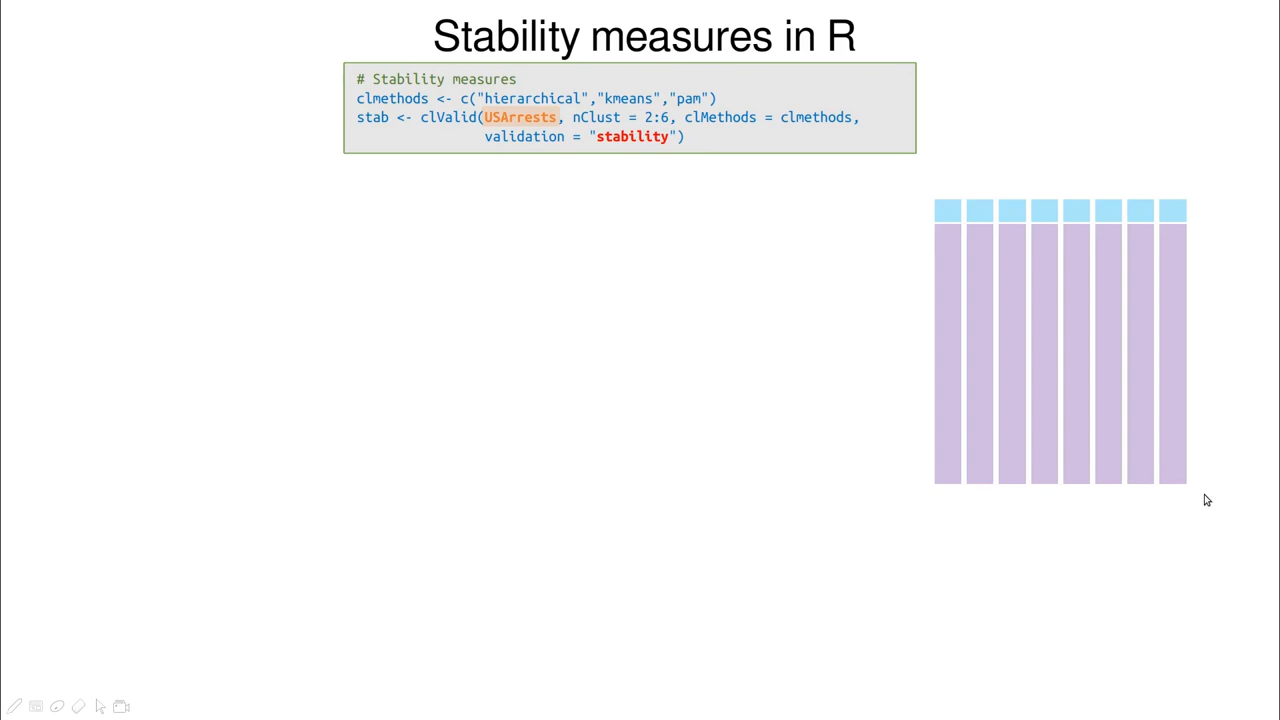 Stability measures in R
# Stability measures
clmethods <- c("hierarchical","kmeans","pam")
stab <- clValid(USArrests, nClust = 2:6, clMethods = clmethods,
validation = "stability")